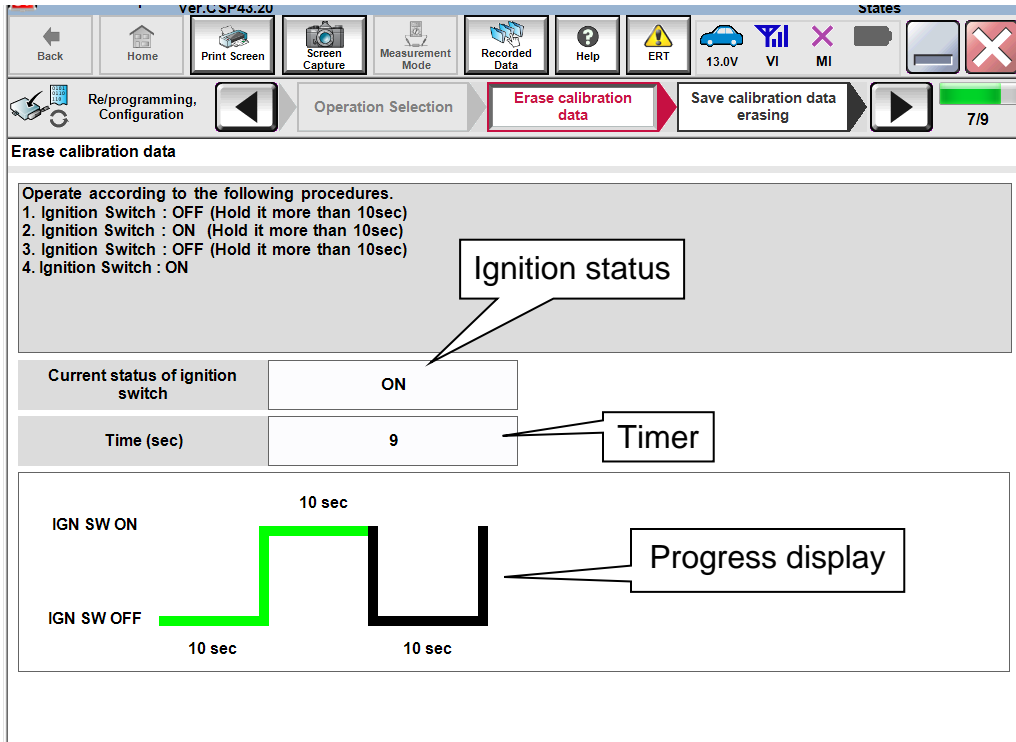 Ver.CSP43.20
States
Back
Home
Print Screen
Screen
Capture
Measurement
Mode
Recorded
Data
Help
ERT
13.0V
VI
MI
Re/programming,
Configuration
Operation Selection
Erase calibration
data
Save calibration data
erasing
7/9
Erase calibration data
Operate according to the following procedures.
1. Ignition Switch : OFF (Hold it more than 10sec)
2. Ignition Switch : ON (Hold it more than 10sec)
3. Ignition Switch : OFF (Hold it more than 10sec)
4. Ignition Switch : ON
Ignition status
Current status of ignition
switch
ON
Time (sec)
9
Timer
10 sec
IGN SW ON
Progress display
IGN SW OFF
10 sec
10 sec